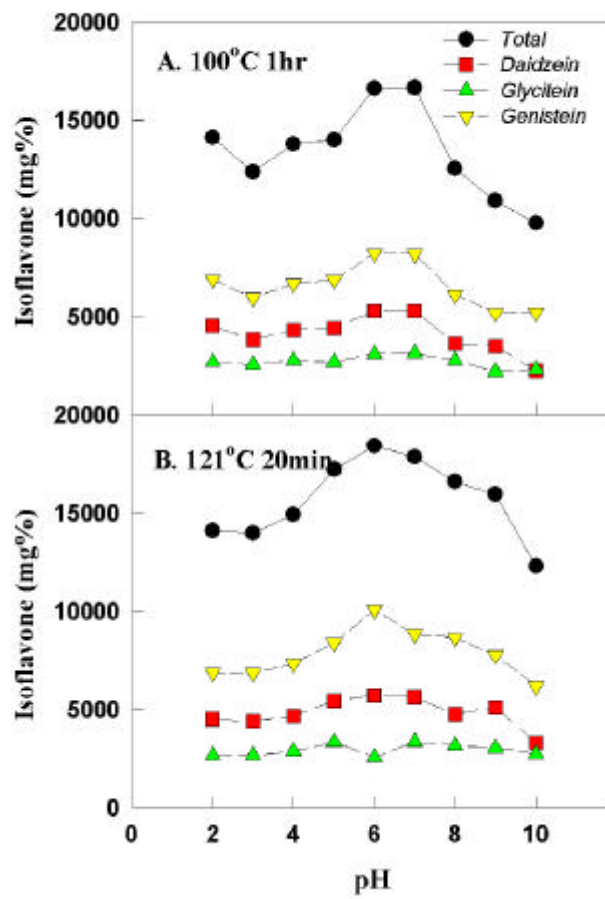 20000
A. 100°C 1hr
Total
Daidzein
Glycitein
Genistein
15000
10000
5000
Isoflavone (mg%)
20000
B. 121°C 20min
15000
10000
5000
0
Isoflavone (mg%)
0 2 4 6 8 10
pH